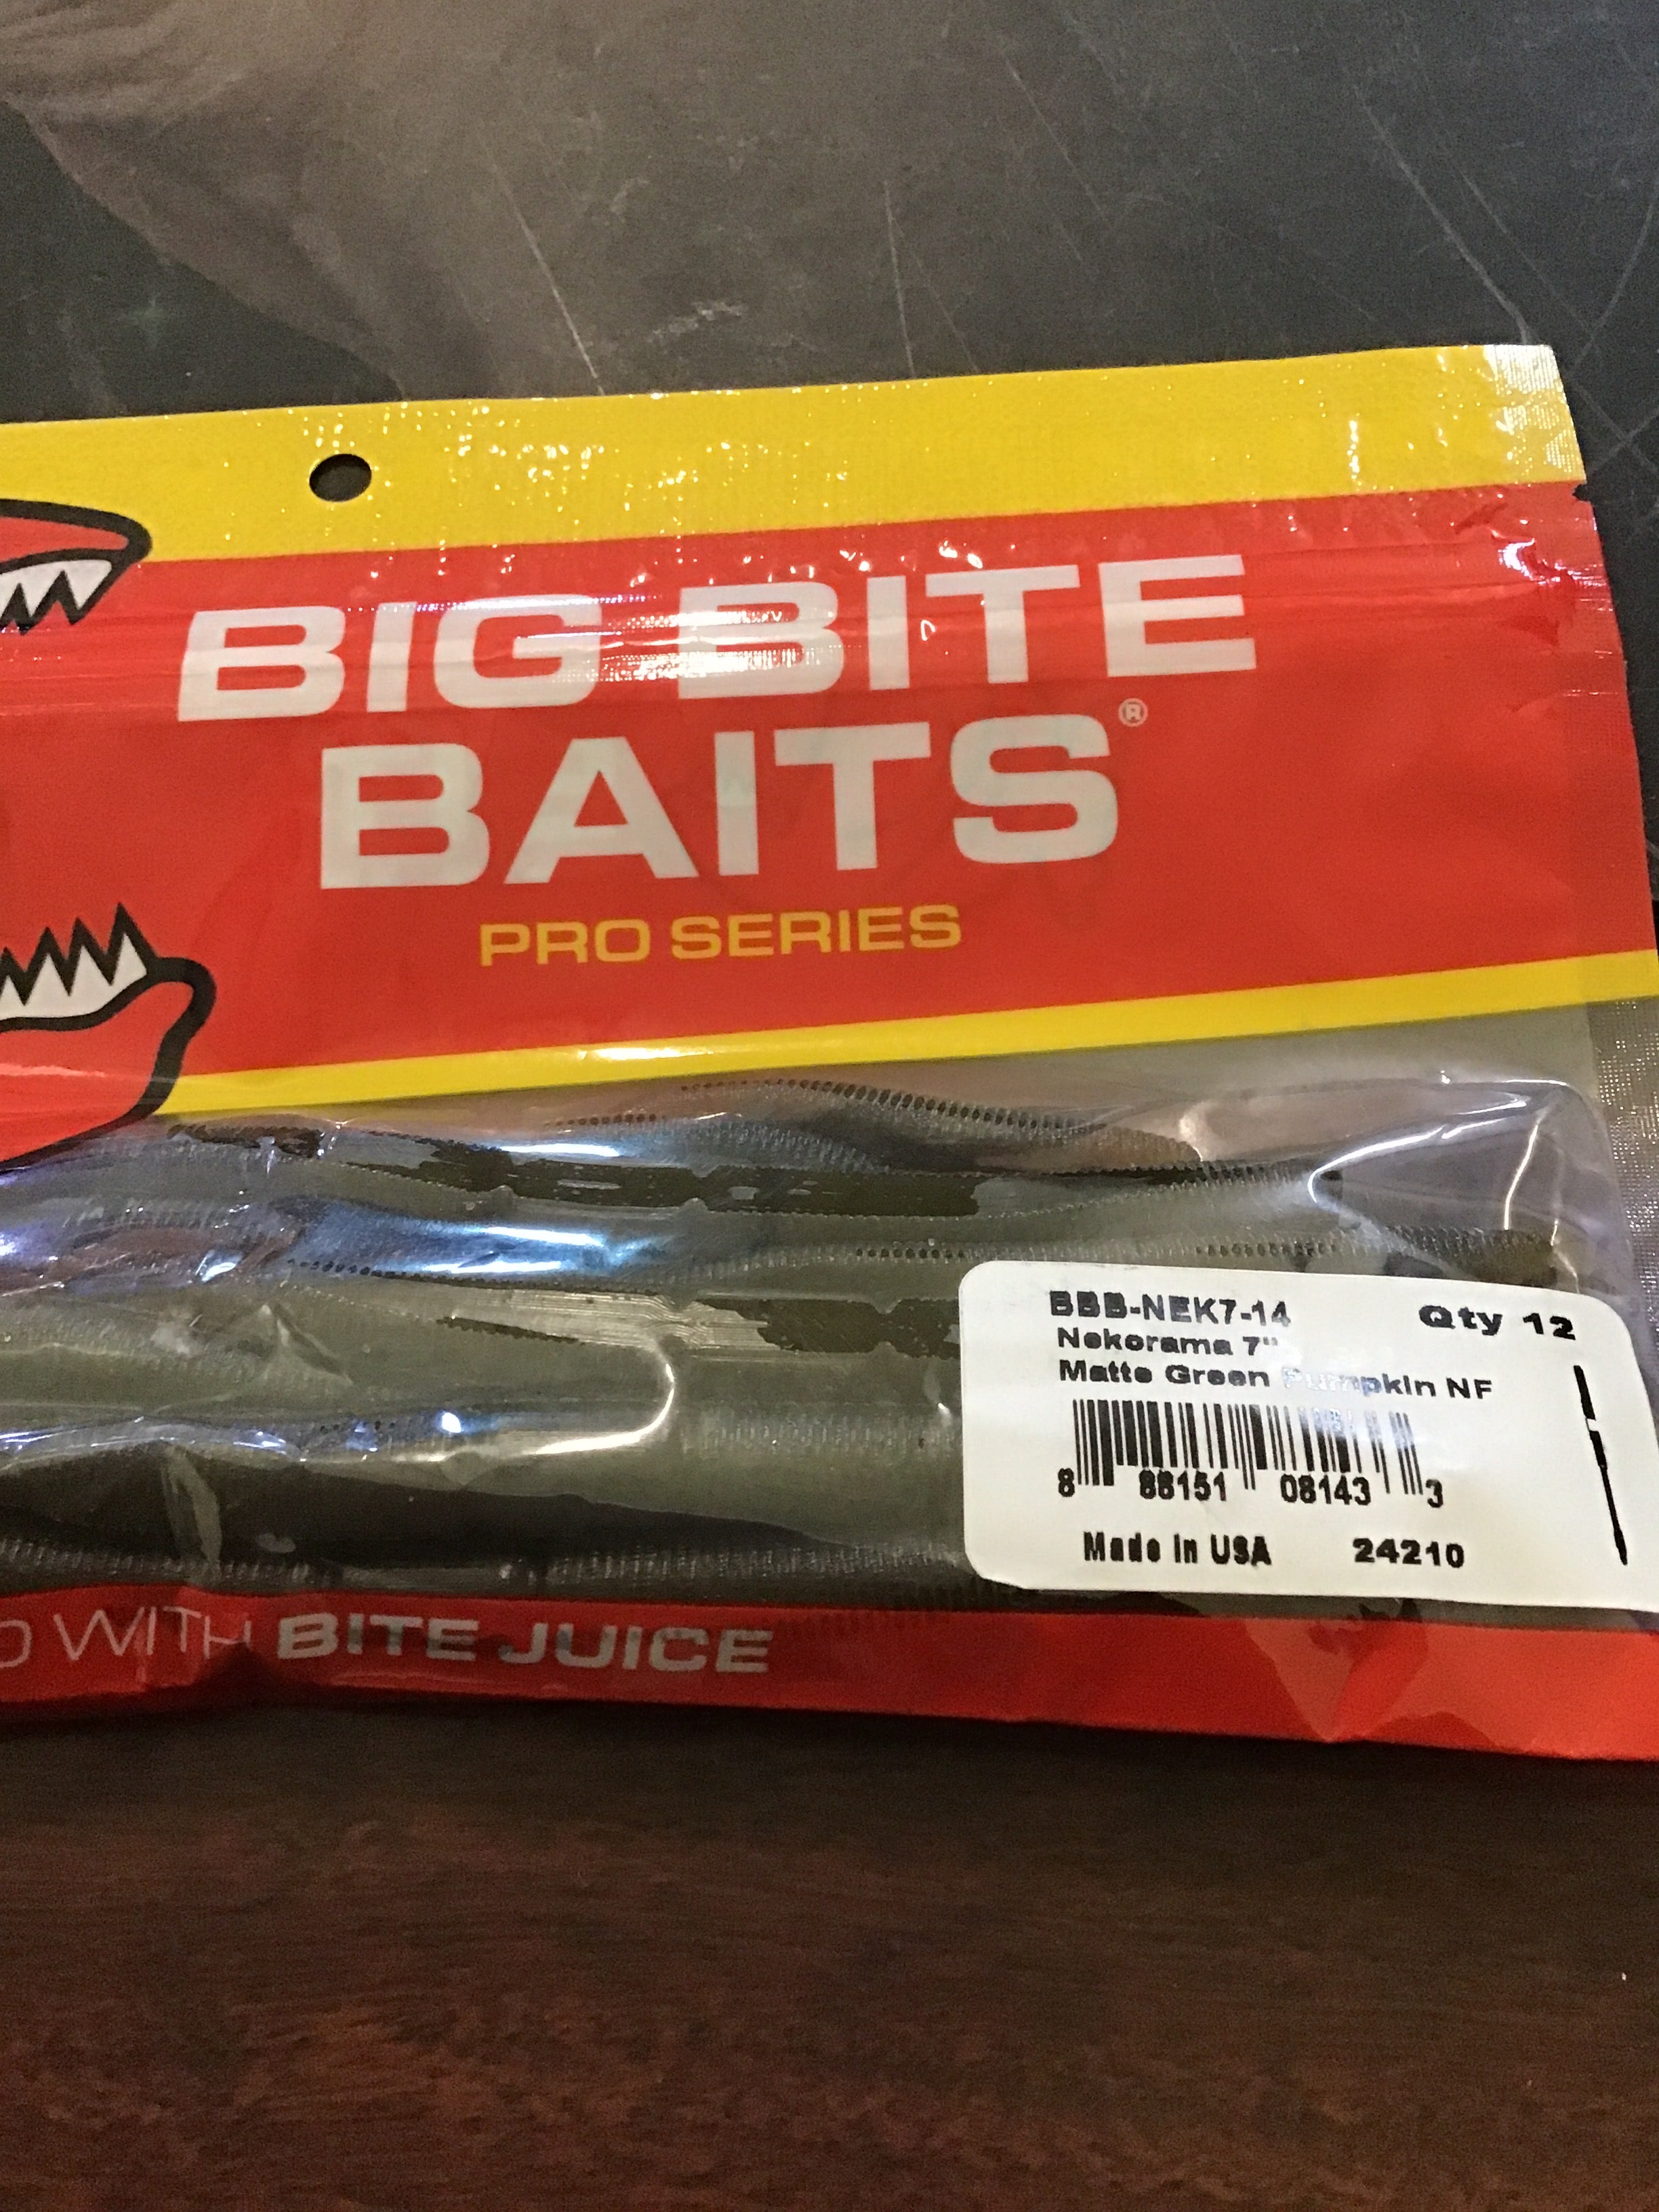 BIG BITE
BAITS®
PRO SERIES
BBB-NEK7-14 Qty 12
Nekorama 7"
Matte Green Pumpkin NF
8 88151 08143 3
Made in USA 24210
D WITH BITE JUICE